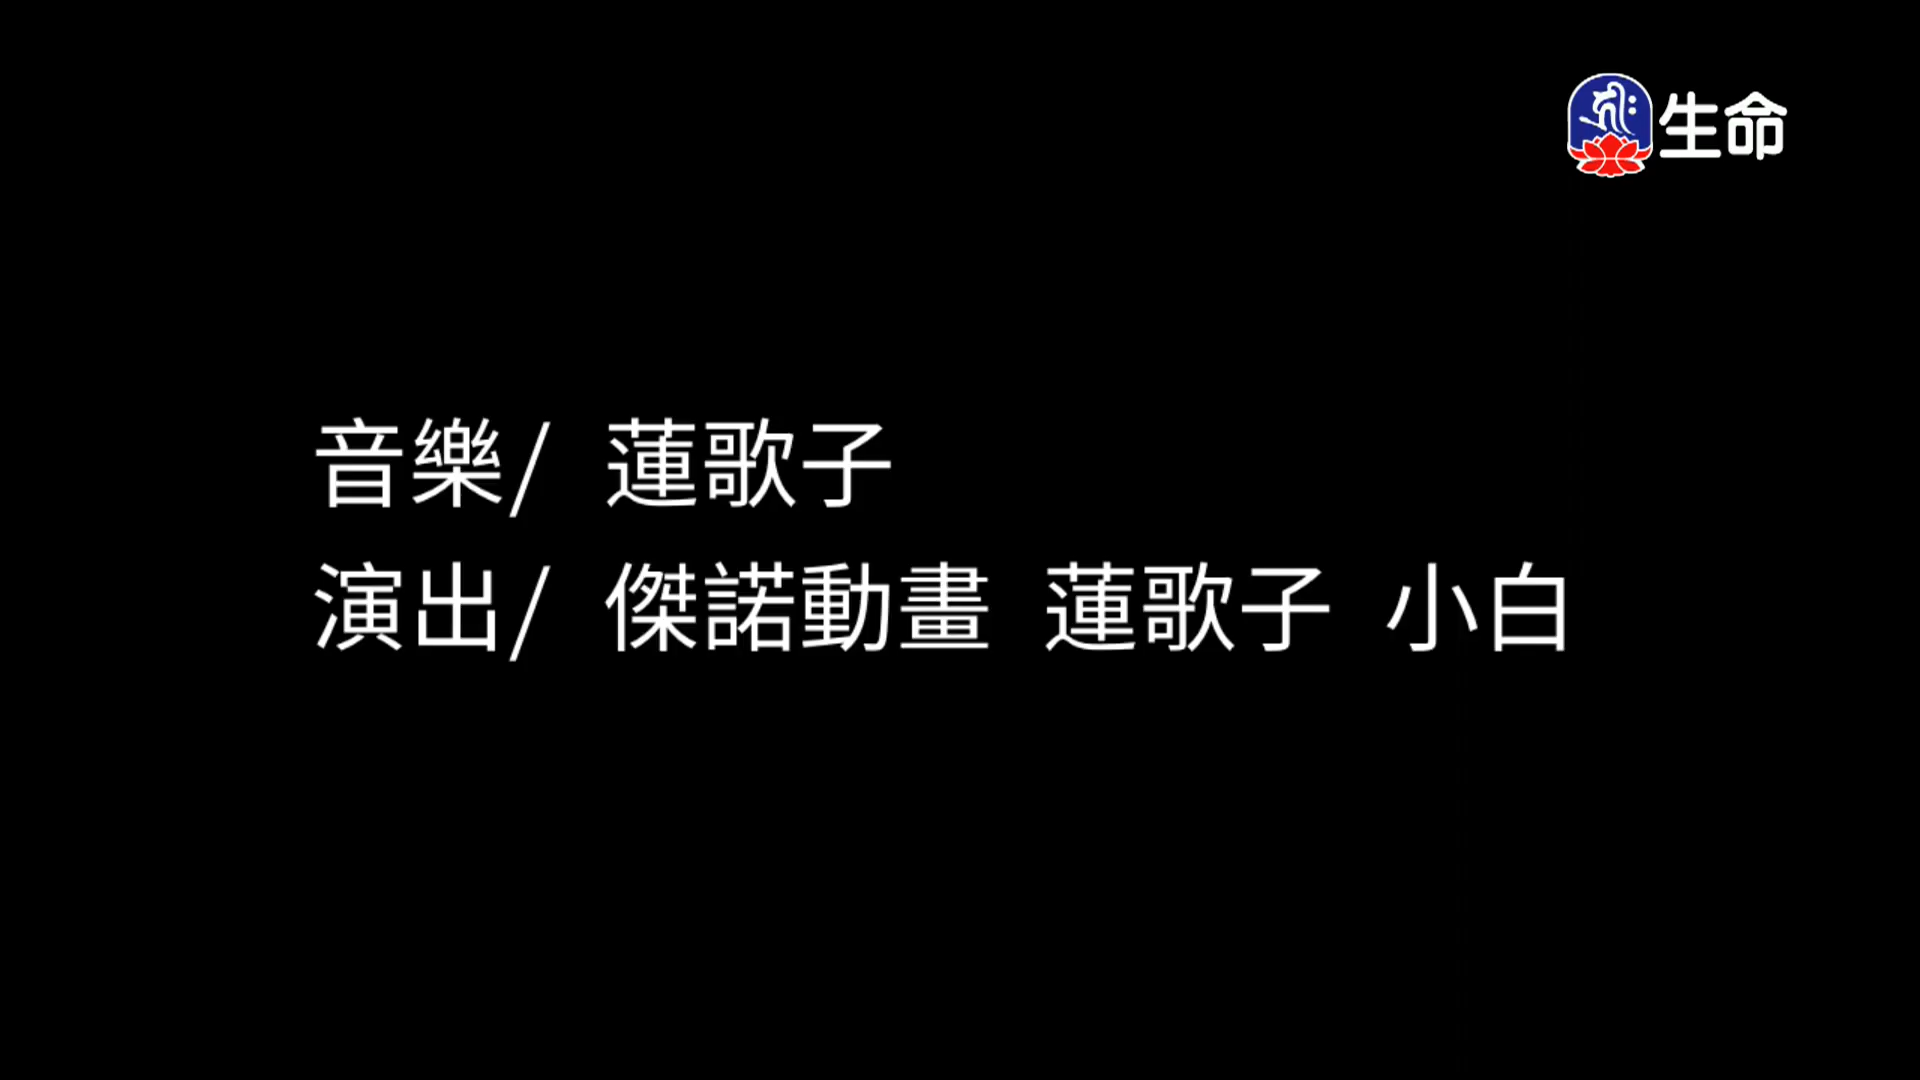 生命
音樂/ 蓮歌子
演出/ 傑諾動畫 蓮歌子 小白